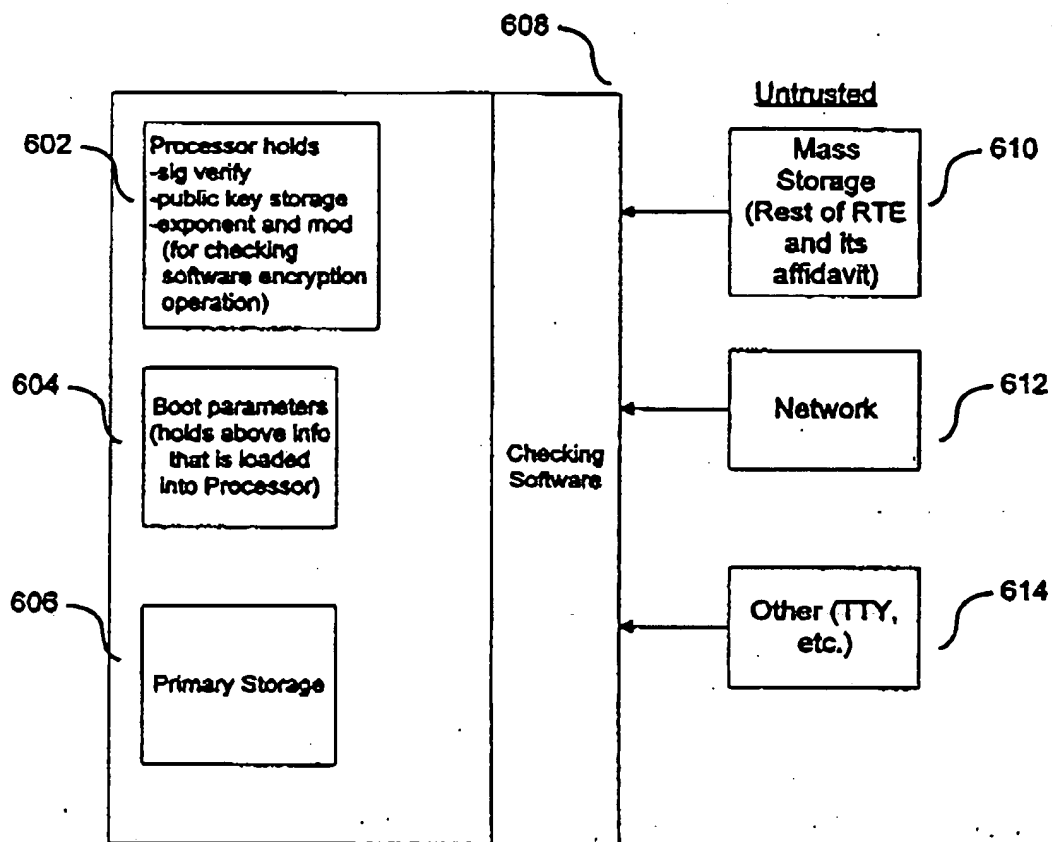 608
Untrusted
602
Processor holds
-sig verify
-public key storage
-exponent and mod
(for checking
software encryption
operation)
Mass
Storage
(Rest of RTE
and its
affidavit)
610
604
Boot parameters
(holds above info
that is loaded
into Processor)
Checking
Software
Network
612
606
Primary Storage
Other (TTY,
etc.)
614